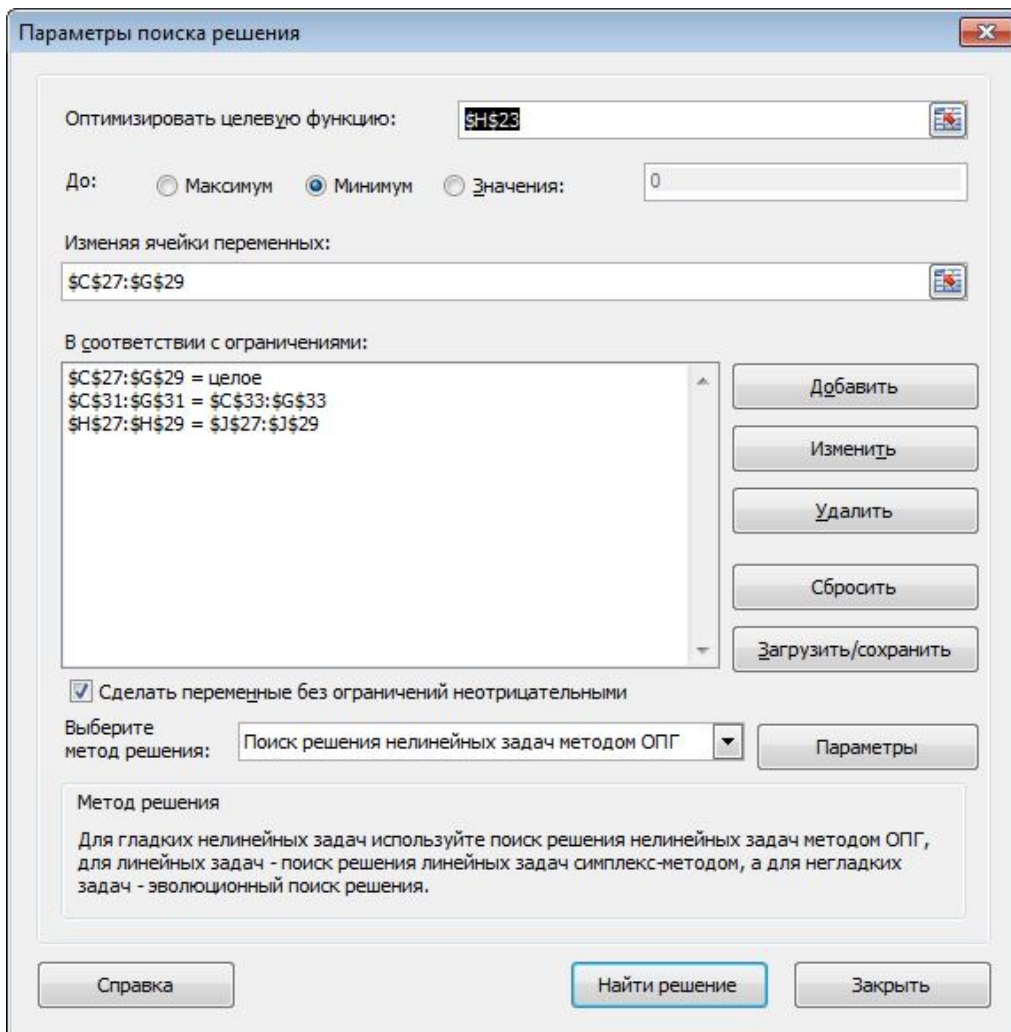 Параметры поиска решения
Оптимизировать целевую функцию: $H$23
До: Максимум Минимум Значения: 0
Изменяя ячейки переменных:
$C$27:$G$29
В соответствии с ограничениями:
$C$27:$G$29 = целое
$C$31:$G$31 = $C$33:$G$33
$H$27:$H$29 = $J$27:$J$29
Добавить
Изменить
Удалить
Сбросить
Загрузить/сохранить
Сделать переменные без ограничений неотрицательными
Выберите
метод решения:
Поиск решения нелинейных задач методом ОПГ
Параметры
Метод решения
Для гладких нелинейных задач используйте поиск решения нелинейных задач методом ОПГ,
для линейных задач - поиск решения линейных задач симплекс-методом, а для негладких
задач - эволюционный поиск решения.
Справка Найти решение Закрыть